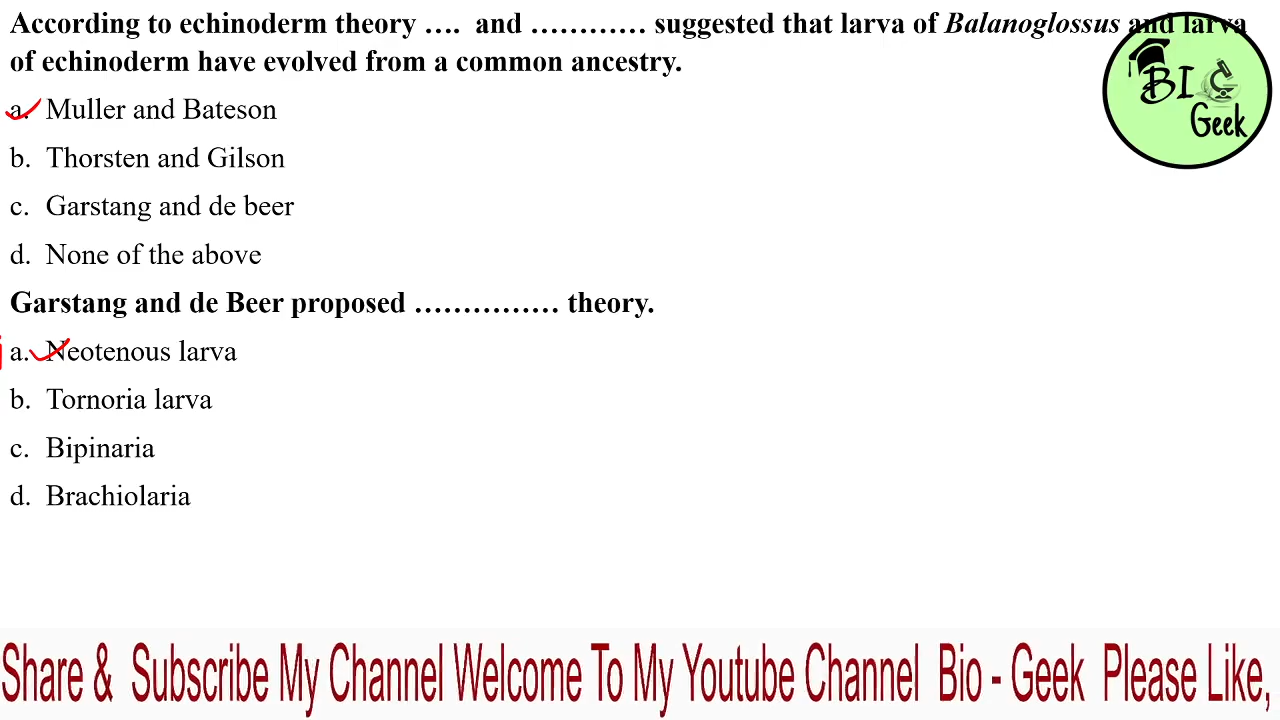 According to echinoderm theory …. and ………… suggested that larva of Balanoglossus and larva
of echinoderm have evolved from a common ancestry.
a. Muller and Bateson
b. Thorsten and Gilson
c. Garstang and de beer
d. None of the above
Garstang and de Beer proposed …………… theory.
a. Neotenous larva
b. Tornoria larva
c. Bipinaria
d. Brachiolaria
BI
Geek
Share & Subscribe My Channel Welcome To My Youtube Channel Bio - Geek Please Like,